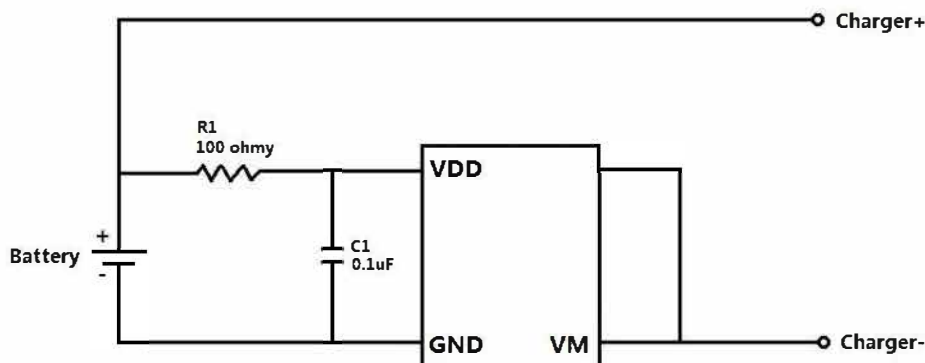 Charger+
R1
100 ohmy
VDD
+
Battery
-
C1
0.1uF
GND
VM
Charger-